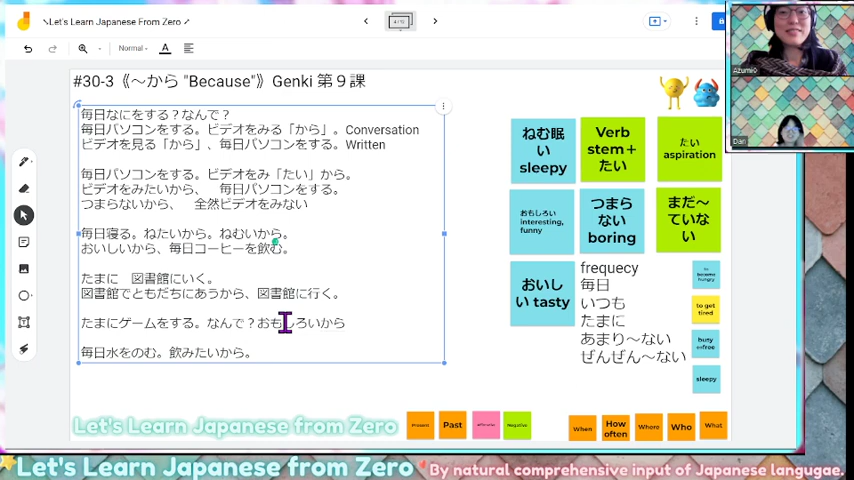 \Let's Learn Japanese From Zero /
Normal
#30-3《～から "Because"》Genki 第９課
毎日なにをする？なんで？
毎日パソコンをする。ビデオをみる「から」。Conversation
ビデオを見る「から」、毎日パソコンをする。Written
毎日パソコンをする。ビデオをみ「たい」から。
ビデオをみたいから、　毎日パソコンをする。
つまらないから、　全然ビデオをみない
毎日寝る。ねたいから。ねむいから。
おいしいから、毎日コーヒーを飲む。
たまに　図書館にいく。
図書館でともだちにあうから、図書館に行く。
たまにゲームをする。なんで？おもしろいから
毎日水をのむ。飲みたいから。
ねむ眠
い
sleepy
Verb
stem＋
たい
たい
aspiration
おもしろい
interesting,
funny
つまら
ない
boring
まだ～
ていな
い
おいし
い tasty
frequecy
毎日
いつも
たまに
あまり～ない
ぜんぜん～ない
to
become
hungry
to get
tired
busy
⇔free
sleepy
Present
Past
Negative
When
How
often
Where
Who
What
Azumi
Dan
Let's Learn Japanese from Zero
Let's Learn Japanese from Zero
By natural comprehensive input of Japanese langugae.